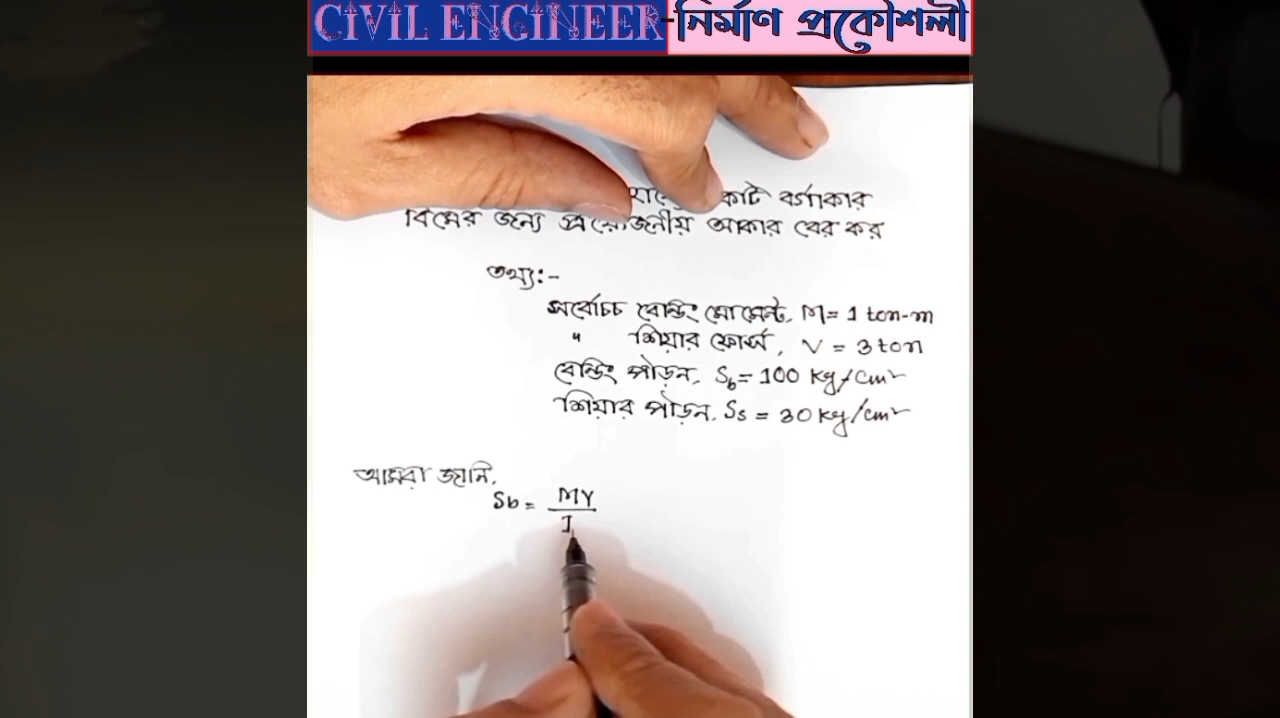 CIVIL ENGINEER-নির্মাণ প্রকৌশলী
কাট বর্গাকার
বিমের জন্য প্রয়োজনীয় আকার বের কর
তথ্য:-
সর্বোচ্চ বেন্ডিং মোমেন্ট, M = 1 ton-m
" শিয়ার ফোর্স, V = 3 ton
বেন্ডিং পীড়ন, Sb = 100 kg/cm²
শিয়ার পীড়ন, Ss = 30 kg/cm²
আমরা জানি,
Sb = MY
I